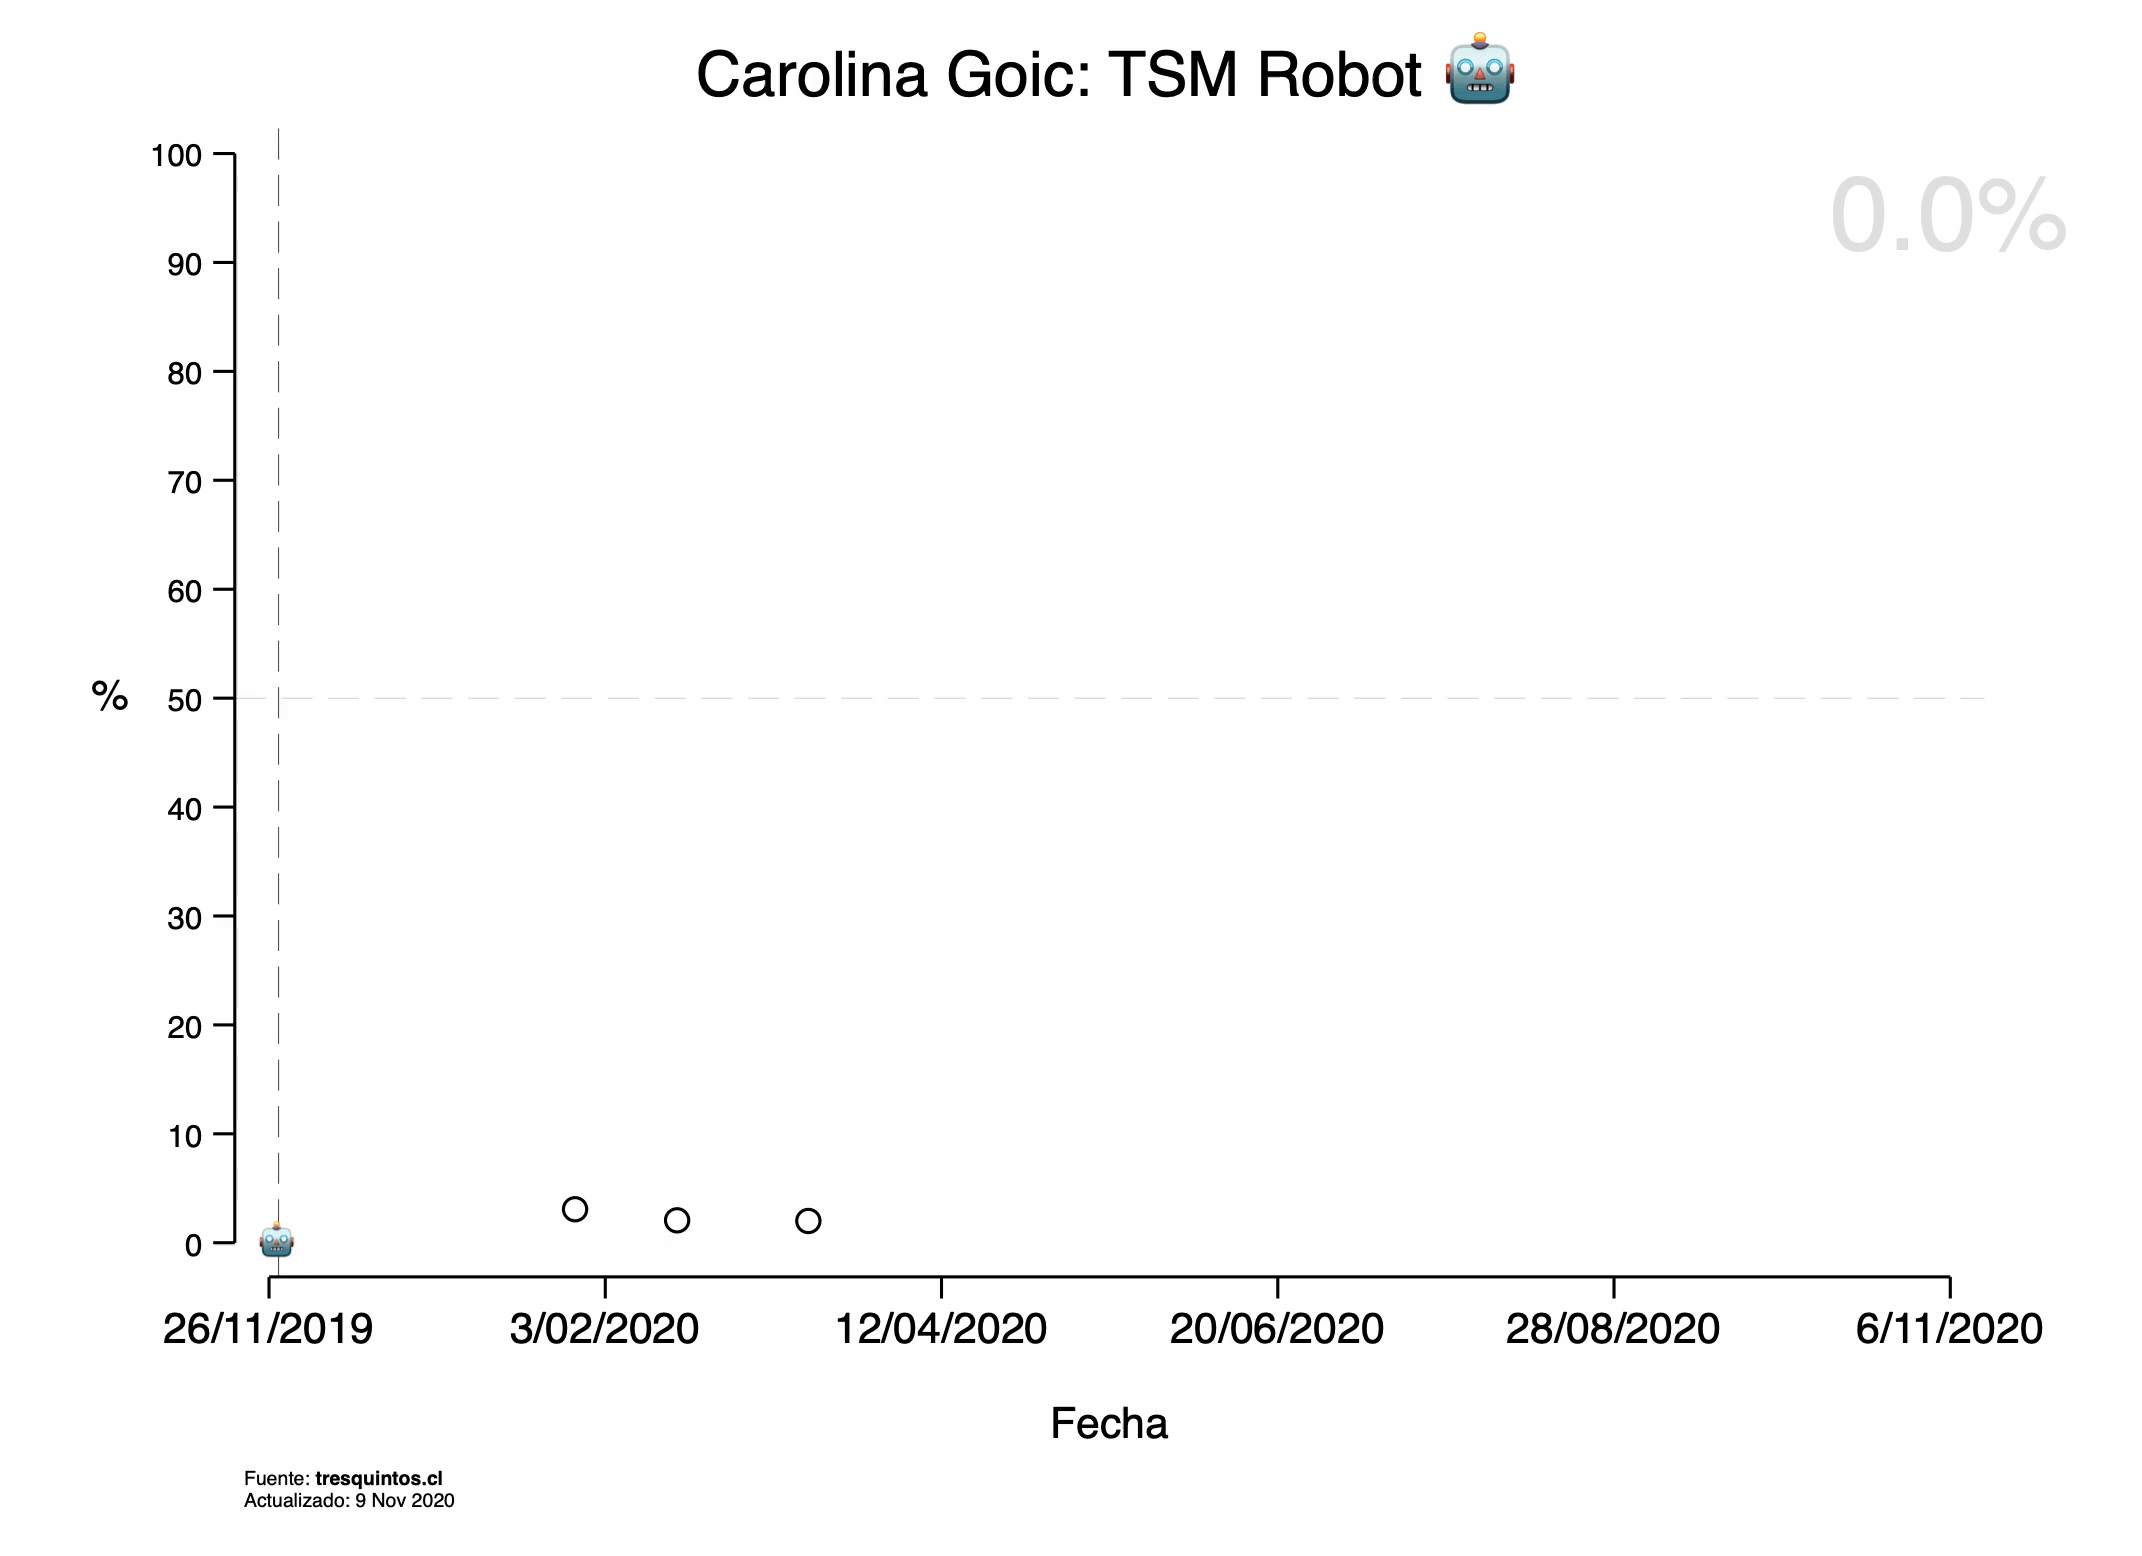 Carolina Goic: TSM Robot 🤖
0.0%
100
90
80
70
60
50
40
30
20
10
0
%
26/11/2019 3/02/2020 12/04/2020 20/06/2020 28/08/2020 6/11/2020
Fecha
Fuente: tresquintos.cl
Actualizado: 9 Nov 2020